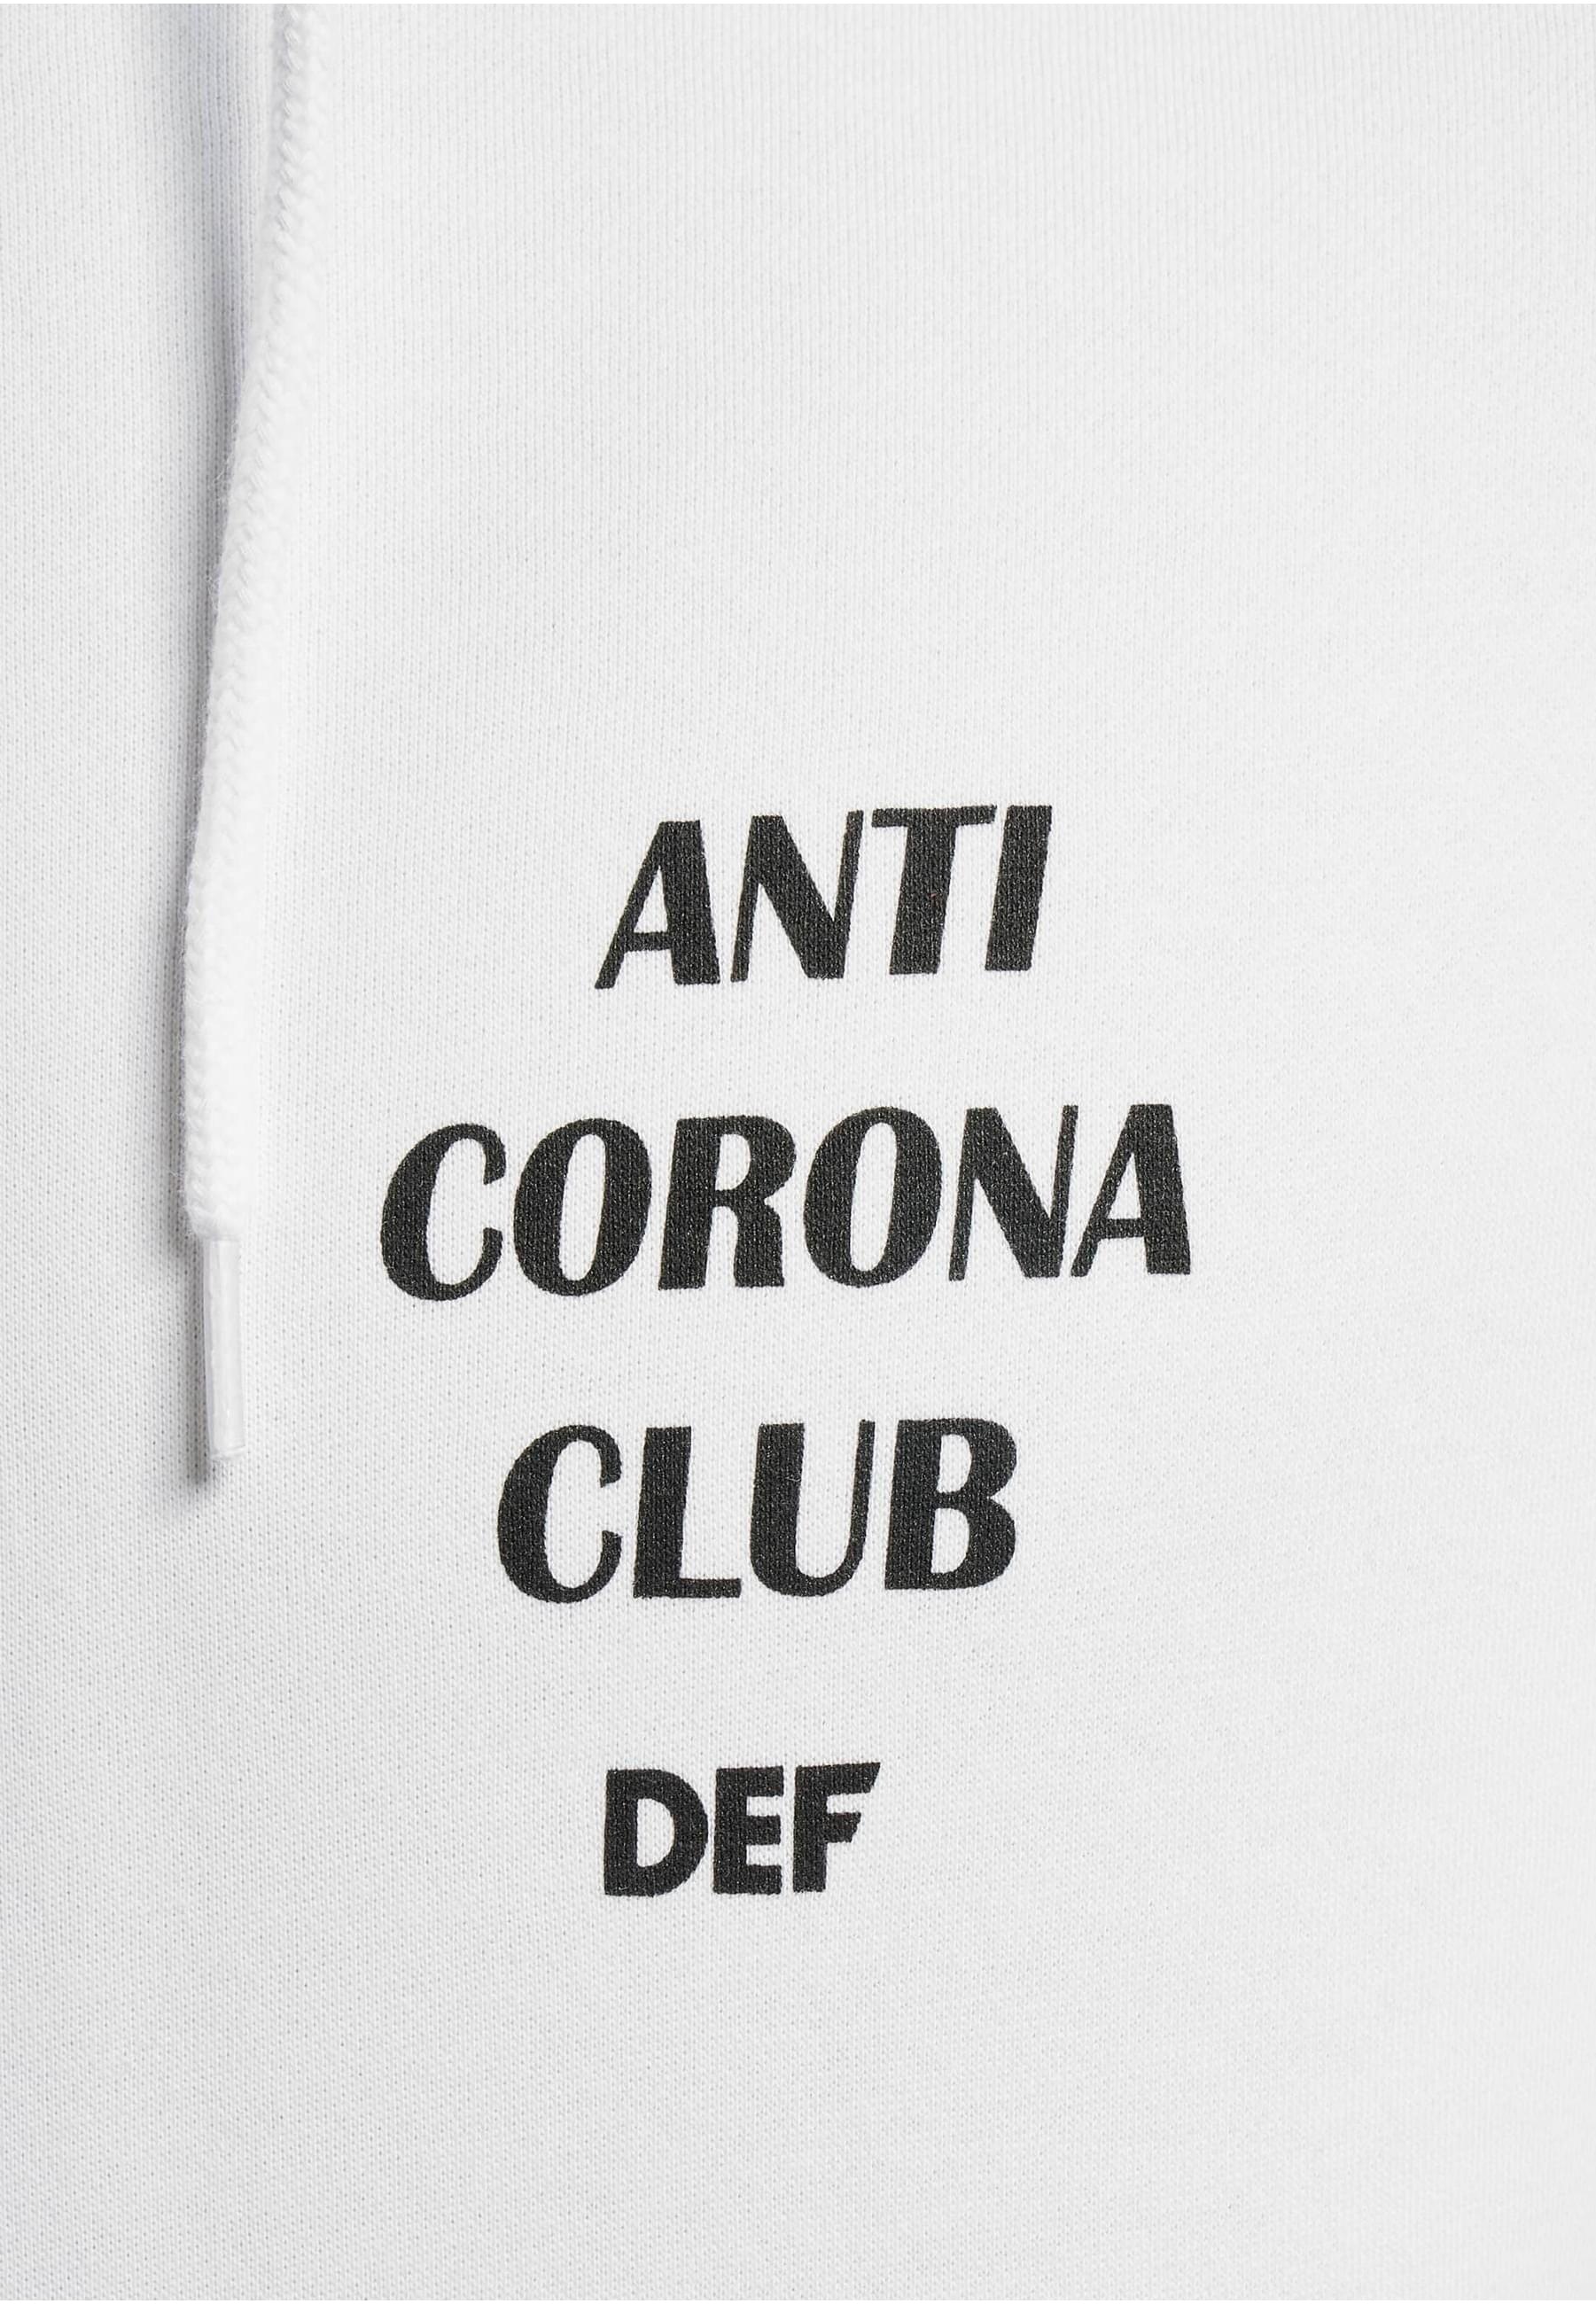 ANTI
CORONA
CLUB
DEF